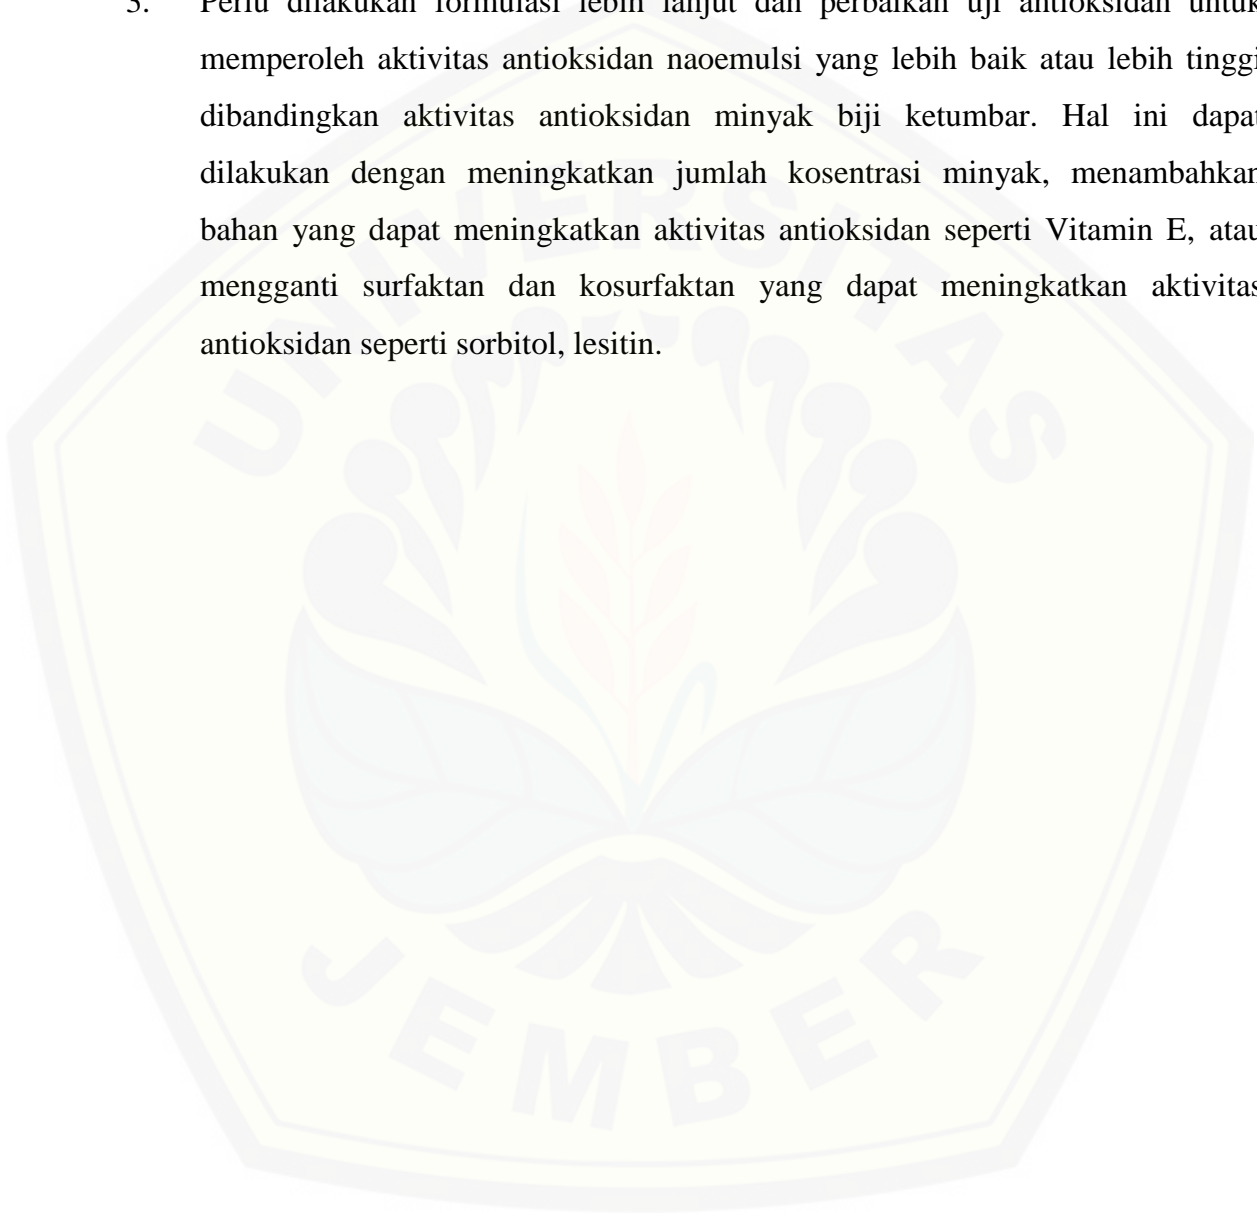 3. Perlu dilakukan formulasi lebih lanjut dan perbaikan uji antioksidan untuk
memperoleh aktivitas antioksidan naoemulsi yang lebih baik atau lebih tinggi
dibandingkan aktivitas antioksidan minyak biji ketumbar. Hal ini dapat
dilakukan dengan meningkatkan jumlah kosentrasi minyak, menambahkan
bahan yang dapat meningkatkan aktivitas antioksidan seperti Vitamin E, atau
mengganti surfaktan dan kosurfaktan yang dapat meningkatkan aktivitas
antioksidan seperti sorbitol, lesitin.
UNIVERSITAS
JEMBER